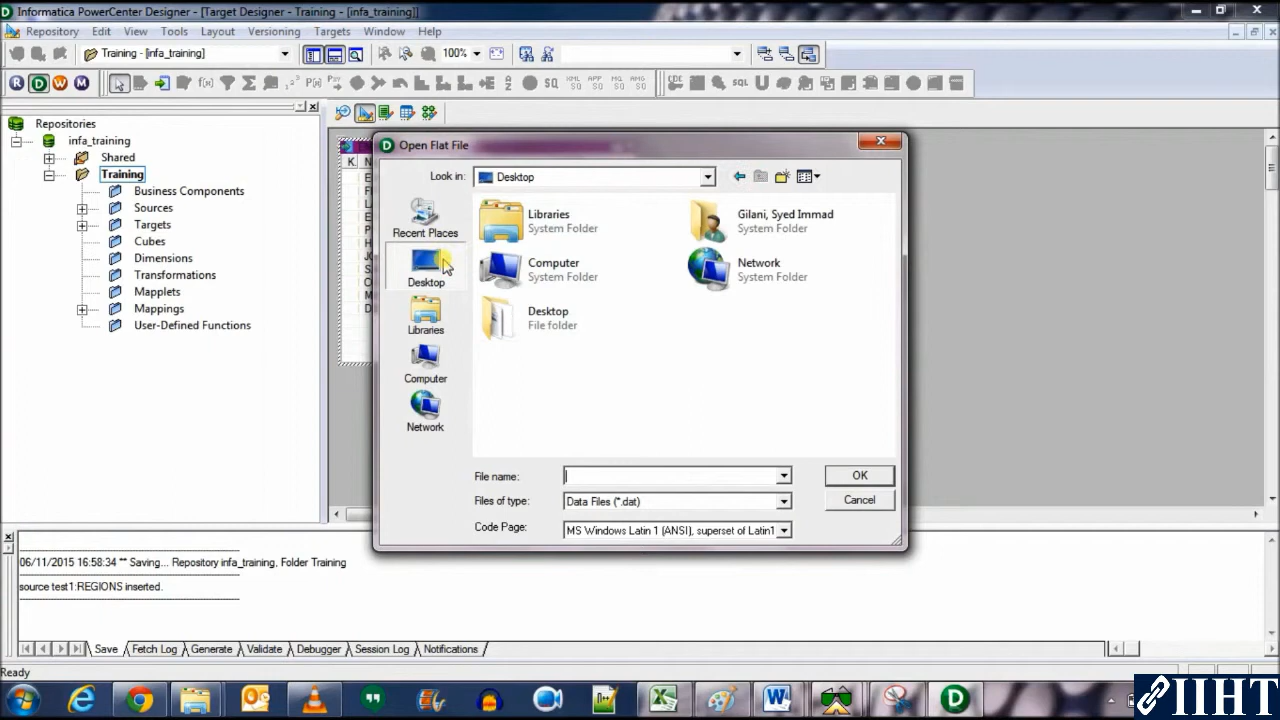 Informatica PowerCenter Designer - [Target Designer - Training - [infa_training]]
Repository Edit View Tools Layout Versioning Targets Window Help
Training - [infa_training] 100%
R D W M
Repositories
infa_training
Shared
Training
Business Components
Sources
Targets
Cubes
Dimensions
Transformations
Mapplets
Mappings
User-Defined Functions
Open Flat File
Look in: Desktop
Recent Places
Desktop
Libraries
Computer
Network
Libraries
System Folder
Gilani, Syed Immad
System Folder
Computer
System Folder
Network
System Folder
Desktop
File folder
File name:
OK
Files of type: Data Files (*.dat)
Cancel
Code Page: MS Windows Latin 1 (ANSI), superset of Latin1
06/11/2015 16:58:34 ** Saving... Repository infa_training, Folder Training
source test1:REGIONS inserted.
Save Fetch Log Generate Validate Debugger Session Log Notifications
Ready
IIHT